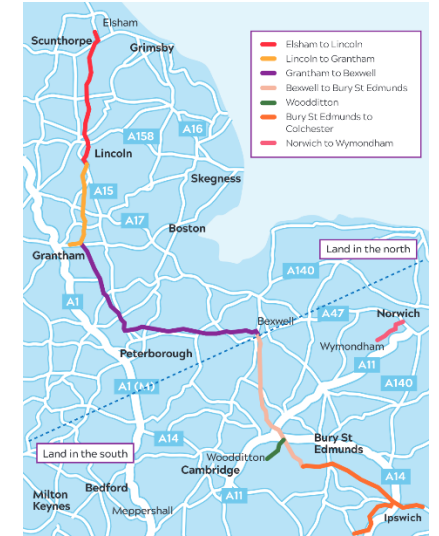 Elsham
Scunthorpe
Grimsby
Elsham to Lincoln
Lincoln to Grantham
Grantham to Bexwell
Bexwell to Bury St Edmunds
Woodditton
Bury St Edmunds to
Colchester
Norwich to Wymondham
A158
A16
Lincoln
Skegness
A15
A17
Boston
Grantham
Land in the north
A140
A1
Bexwell
A47
Norwich
Wymondham
Peterborough
A11
A1 (M)
A140
A14
Bury St
Edmunds
Land in the south
Woodditton
Cambridge
A14
Milton
Keynes
Bedford
A11
Meppershall
Ipswich